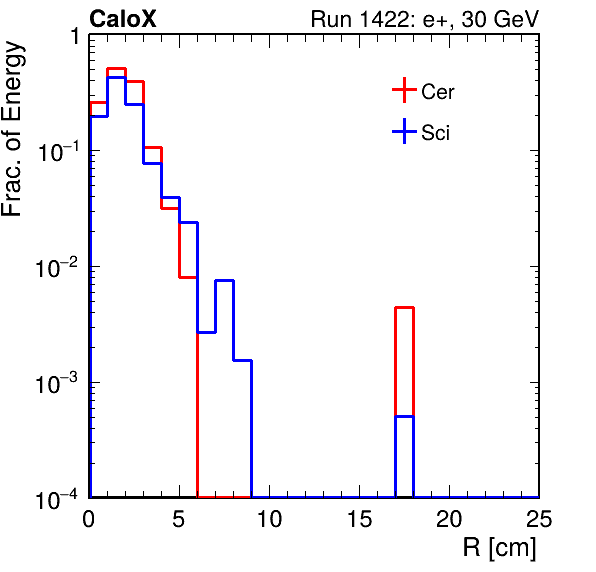 CaloX Run 1422: e+, 30 GeV
Frac. of Energy
1
10⁻¹
10⁻²
10⁻³
10⁻⁴
Cer
Sci
0 5 10 15 20 25
R [cm]